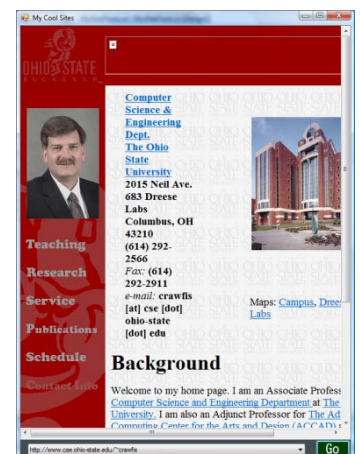 My Cool Sites
OHIO STATE
BUCKEYES
Computer
Science &
Engineering
Dept.
The Ohio
State
University
2015 Neil Ave.
683 Dreese
Labs
Columbus, OH
43210
(614) 292-
2566
Fax: (614)
292-2911
e-mail: crawfis
[at] cse [dot]
ohio-state
[dot] edu
Maps: Campus, Dreese
Labs
Teaching
Research
Service
Publications
Schedule
Contact Info
Background
Welcome to my home page. I am an Associate Profess
Computer Science and Engineering Department at The
University. I am also an Adjunct Professor for The Ad
Computing Center for the Arts and Design (ACCAD)
http://www.cse.ohio-state.edu/~crawfis
Go